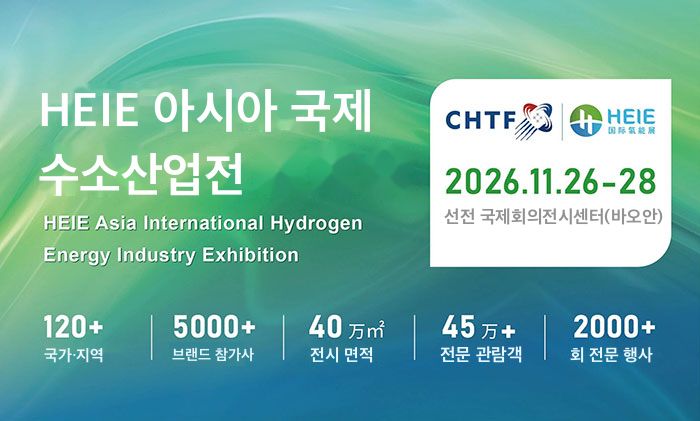 HEIE 아시아 국제
수소산업전
HEIE Asia International Hydrogen
Energy Industry Exhibition
CHTF
HEIE
国际氢能展
2026.11.26-28
선전 국제회의전시센터(바오안)
120+
국가·지역
5000+
브랜드 참가사
40 万㎡
전시 면적
45 万+
전문 관람객
2000+
회 전문 행사